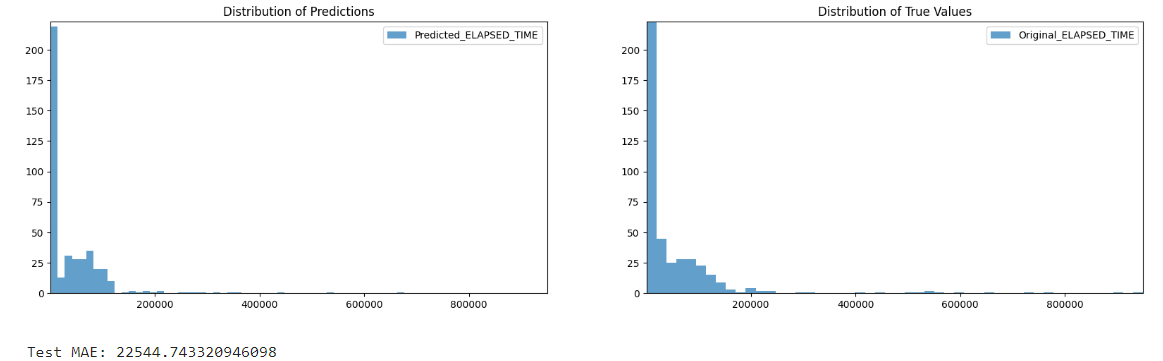 Distribution of Predictions
Predicted_ELAPSED_TIME
200
175
150
125
100
75
50
25
0
200000 400000 600000 800000
Distribution of True Values
Original_ELAPSED_TIME
200
175
150
125
100
75
50
25
0
200000 400000 600000 800000
Test MAE: 22544.743320946098